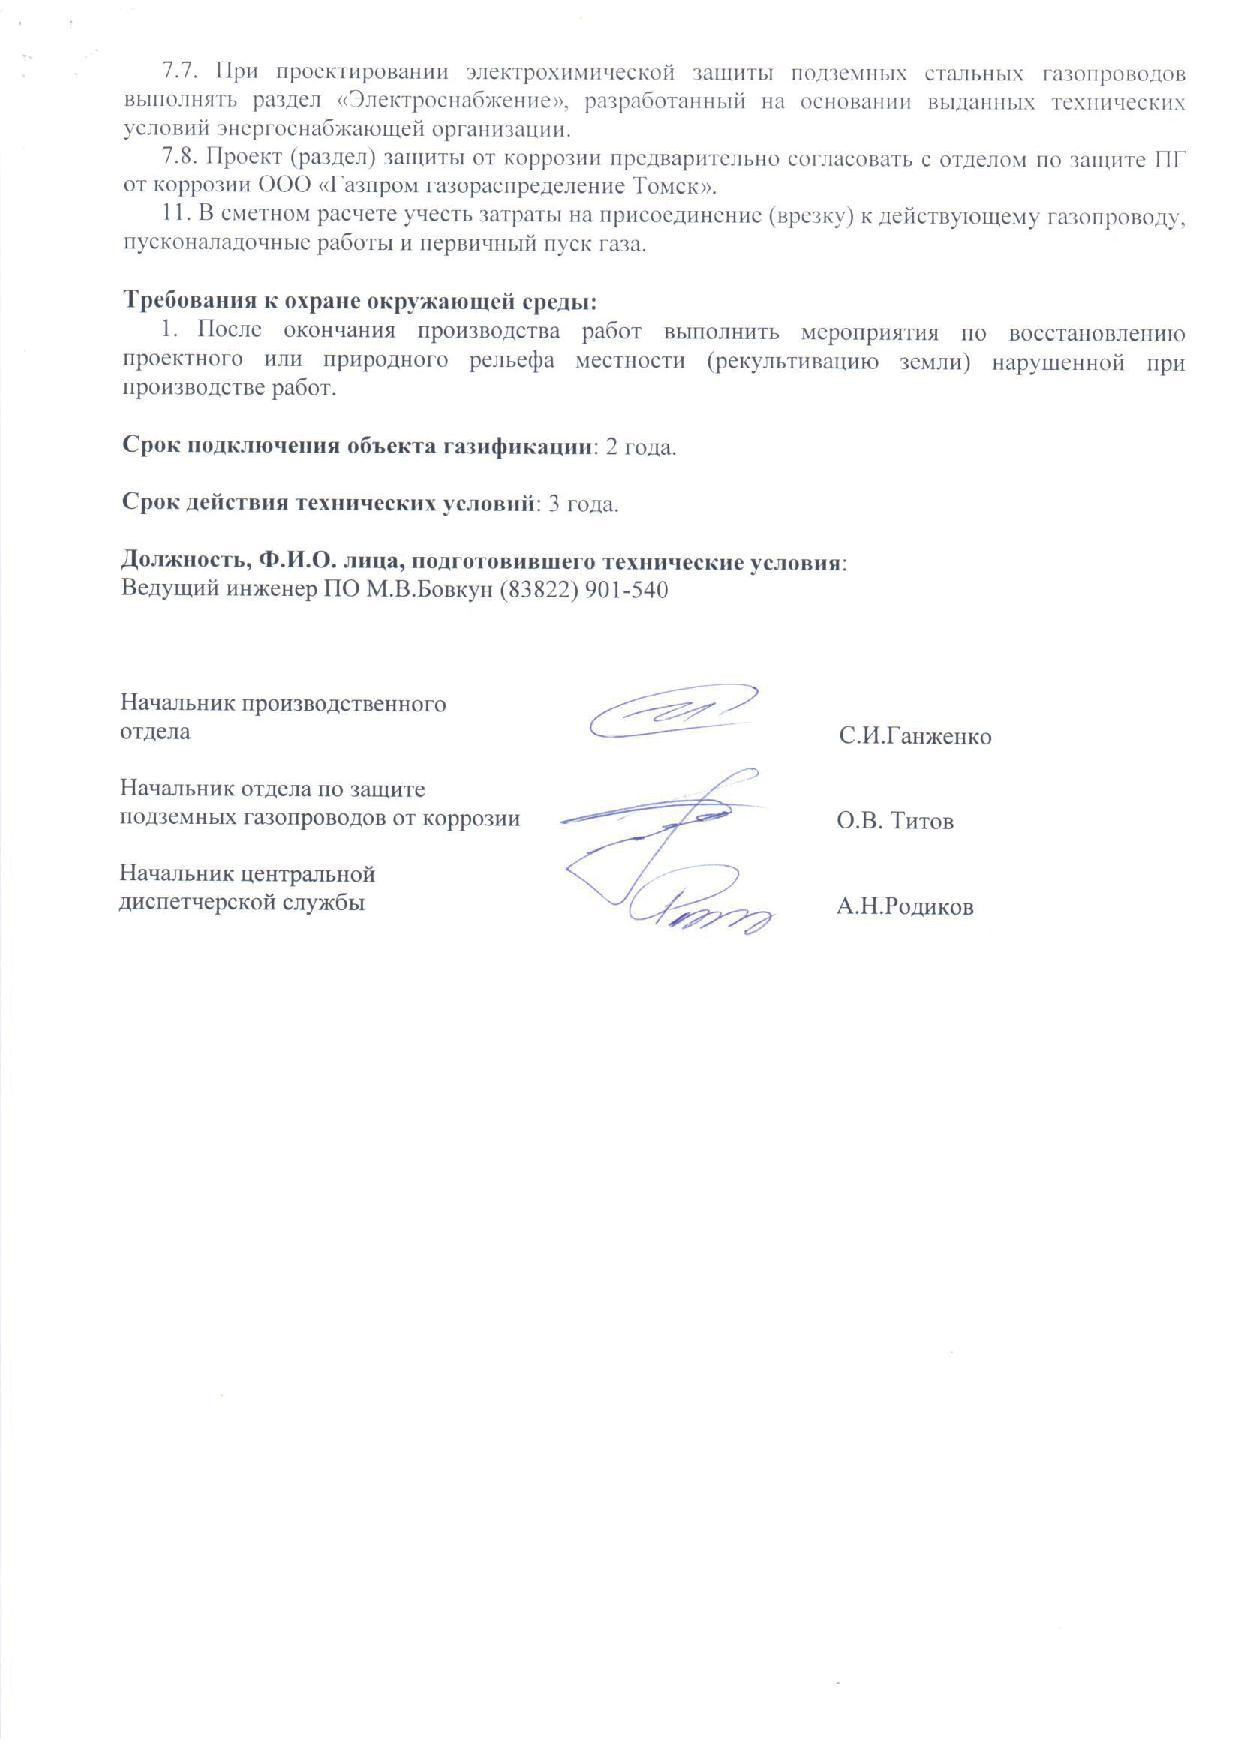 7.7. При проектировании электрохимической защиты подземных стальных газопроводов
выполнять раздел «Электроснабжение», разработанный на основании выданных технических
условий энергоснабжающей организации.
7.8. Проект (раздел) защиты от коррозии предварительно согласовать с отделом по защите ПГ
от коррозии ООО «Газпром газораспределение Томск».
11. В сметном расчете учесть затраты на присоединение (врезку) к действующему газопроводу,
пусконаладочные работы и первичный пуск газа.
Требования к охране окружающей среды:
1. После окончания производства работ выполнить мероприятия по восстановлению
проектного или природного рельефа местности (рекультивацию земли) нарушенной при
производстве работ.
Срок подключения объекта газификации: 2 года.
Срок действия технических условий: 3 года.
Должность, Ф.И.О. лица, подготовившего технические условия:
Ведущий инженер ПО М.В.Бовкун (83822) 901-540
Начальник производственного
отдела С.И.Ганженко
Начальник отдела по защите
подземных газопроводов от коррозии О.В. Титов
Начальник центральной
диспетчерской службы А.Н.Родиков